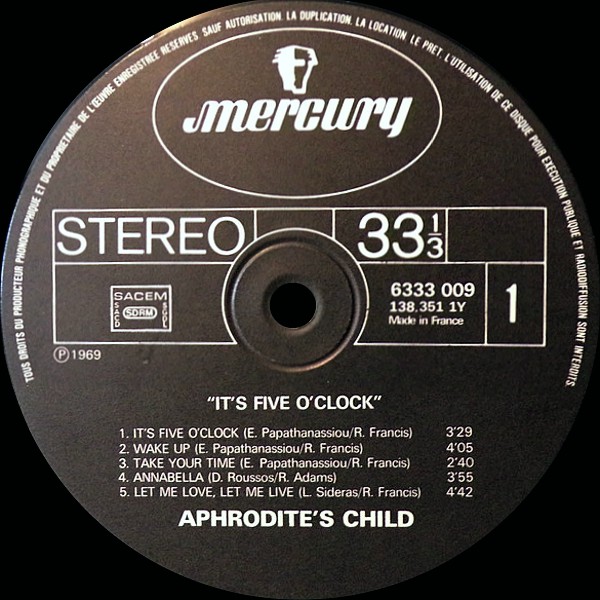 TOUS DROITS DU PRODUCTEUR PHONOGRAPHIQUE ET DU PROPRIETAIRE DE L'ŒUVRE ENREGISTREE RESERVES SAUF AUTORISATION. LA DUPLICATION. LA LOCATION. LE PRET. L'UTILISATION DE CE DISQUE POUR EXECUTION PUBLIQUE ET RADIODIFFUSION SONT INTERDITS.
mercury
STEREO 33 1/3
SACEM
SACD SDRM SGDL
6333 009
138.351 1Y
Made in France
1
℗ 1969
"IT'S FIVE O'CLOCK"
1. IT'S FIVE O'CLOCK (E. Papathanassiou/R. Francis) 3'29
2. WAKE UP (E. Papathanassiou/R. Francis) 4'05
3. TAKE YOUR TIME (E. Papathanassiou/R. Francis) 2'40
4. ANNABELLA (D. Roussos/R. Adams) 3'55
5. LET ME LOVE, LET ME LIVE (L. Sideras/R. Francis) 4'42
APHRODITE'S CHILD